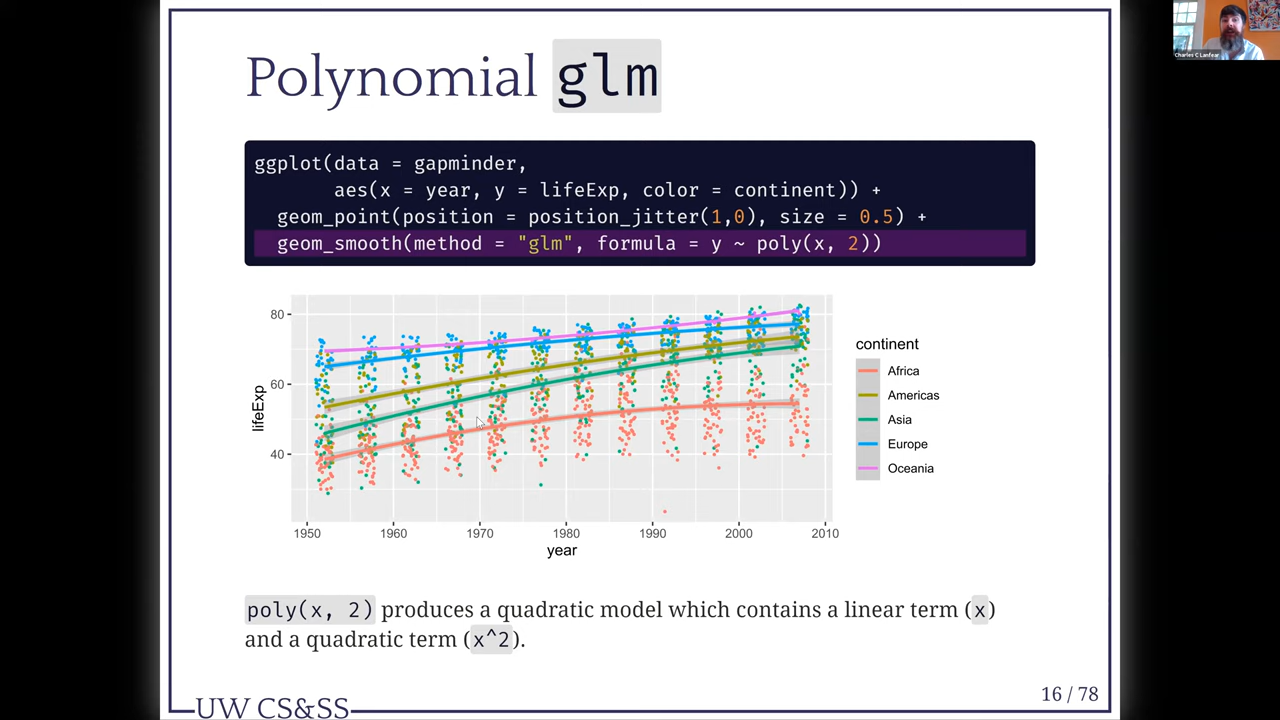 Charles C Lanfear
Polynomial glm
ggplot(data = gapminder,
aes(x = year, y = lifeExp, color = continent)) +
geom_point(position = position_jitter(1,0), size = 0.5) +
geom_smooth(method = "glm", formula = y ~ poly(x, 2))
80
60
40
lifeExp
1950 1960 1970 1980 1990 2000 2010
year
continent
Africa
Americas
Asia
Europe
Oceania
poly(x, 2) produces a quadratic model which contains a linear term (x)
and a quadratic term (x^2).
16 / 78
UW CS&SS